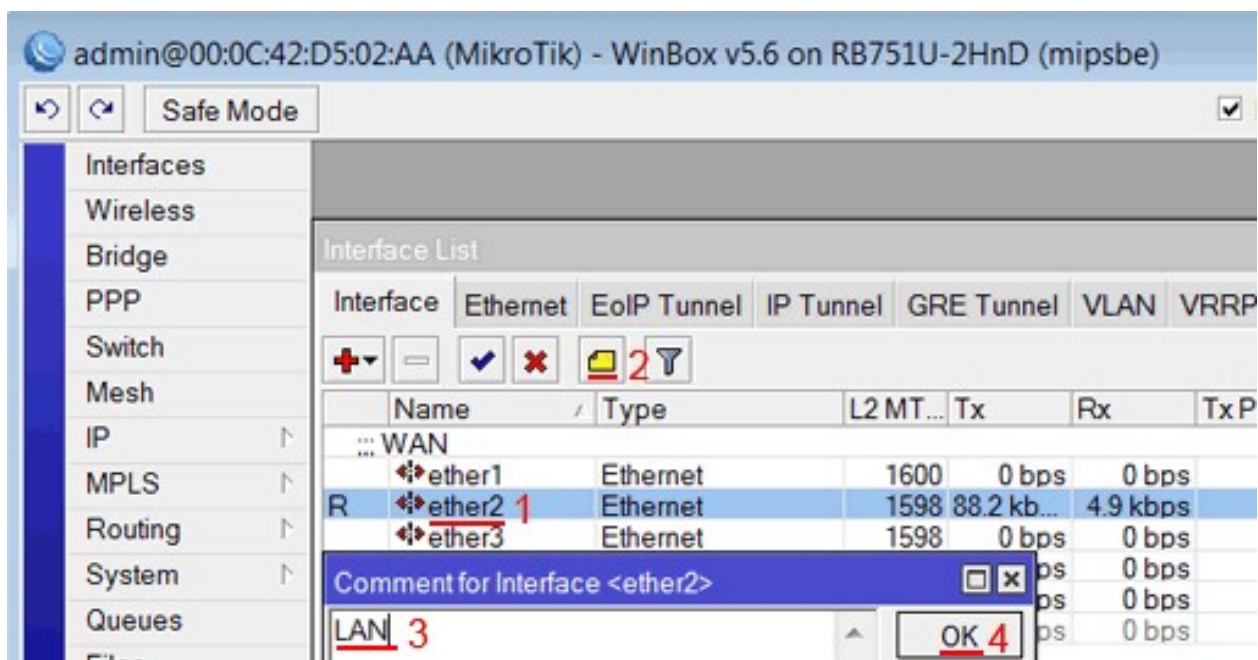 admin@00:0C:42:D5:02:AA (MikroTik) - WinBox v5.6 on RB751U-2HnD (mipsbe)
Safe Mode
Interfaces
Wireless
Bridge
PPP
Switch
Mesh
IP
MPLS
Routing
System
Queues
Interface List
Interface Ethernet EoIP Tunnel IP Tunnel GRE Tunnel VLAN VRRP
2
Name Type L2 MT... Tx Rx Tx P
::: WAN
ether1 Ethernet 1600 0 bps 0 bps
R ether2 1 Ethernet 1598 88.2 kb... 4.9 kbps
ether3 Ethernet 1598 0 bps 0 bps
Comment for Interface <ether2> ps 0 bps
ps 0 bps
LAN 3 OK 4 ps 0 bps